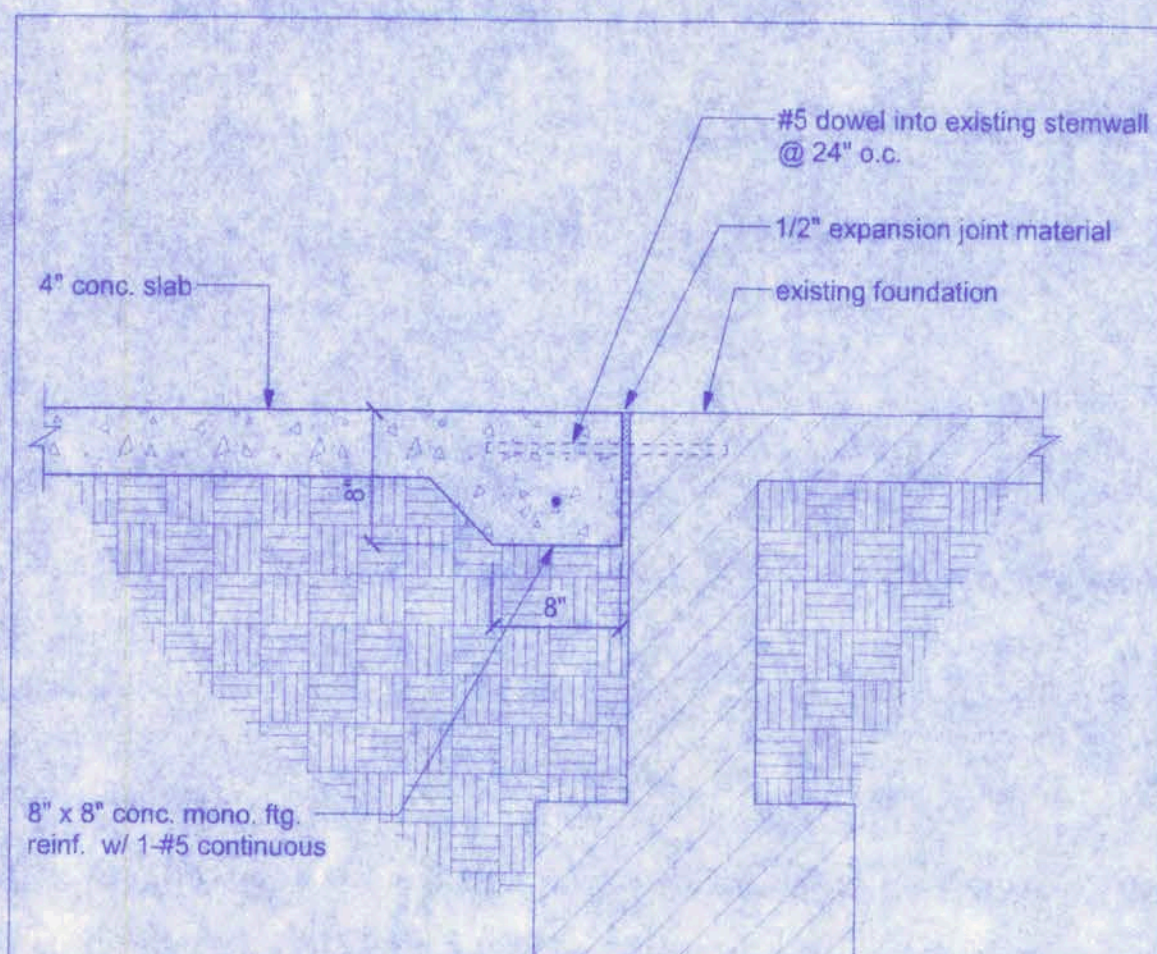 #5 dowel into existing stemwall
@ 24" o.c.
1/2" expansion joint material
4" conc. slab
existing foundation
8"
8"
8" x 8" conc. mono. ftg.
reinf. w/ 1-#5 continuous